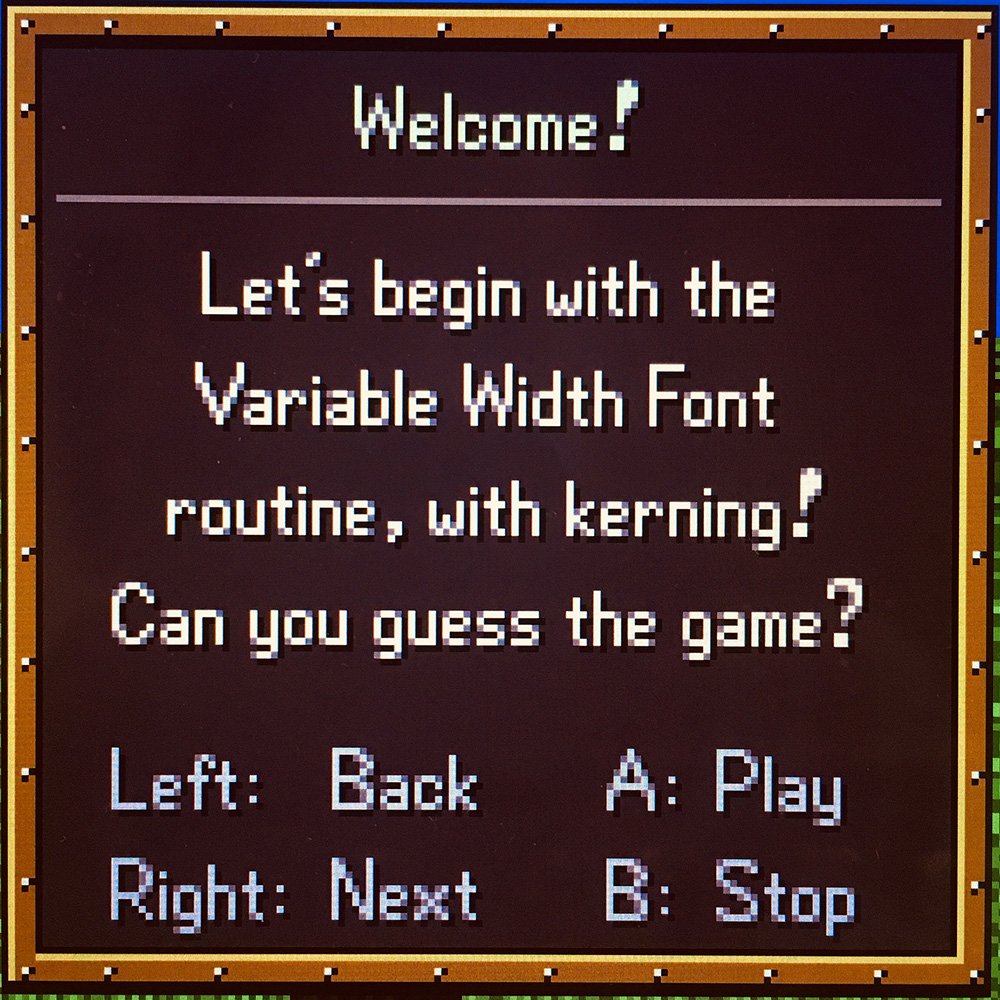 Welcome!
Let's begin with the
Variable Width Font
routine, with kerning!
Can you guess the game?
Left: Back A: Play
Right: Next B: Stop